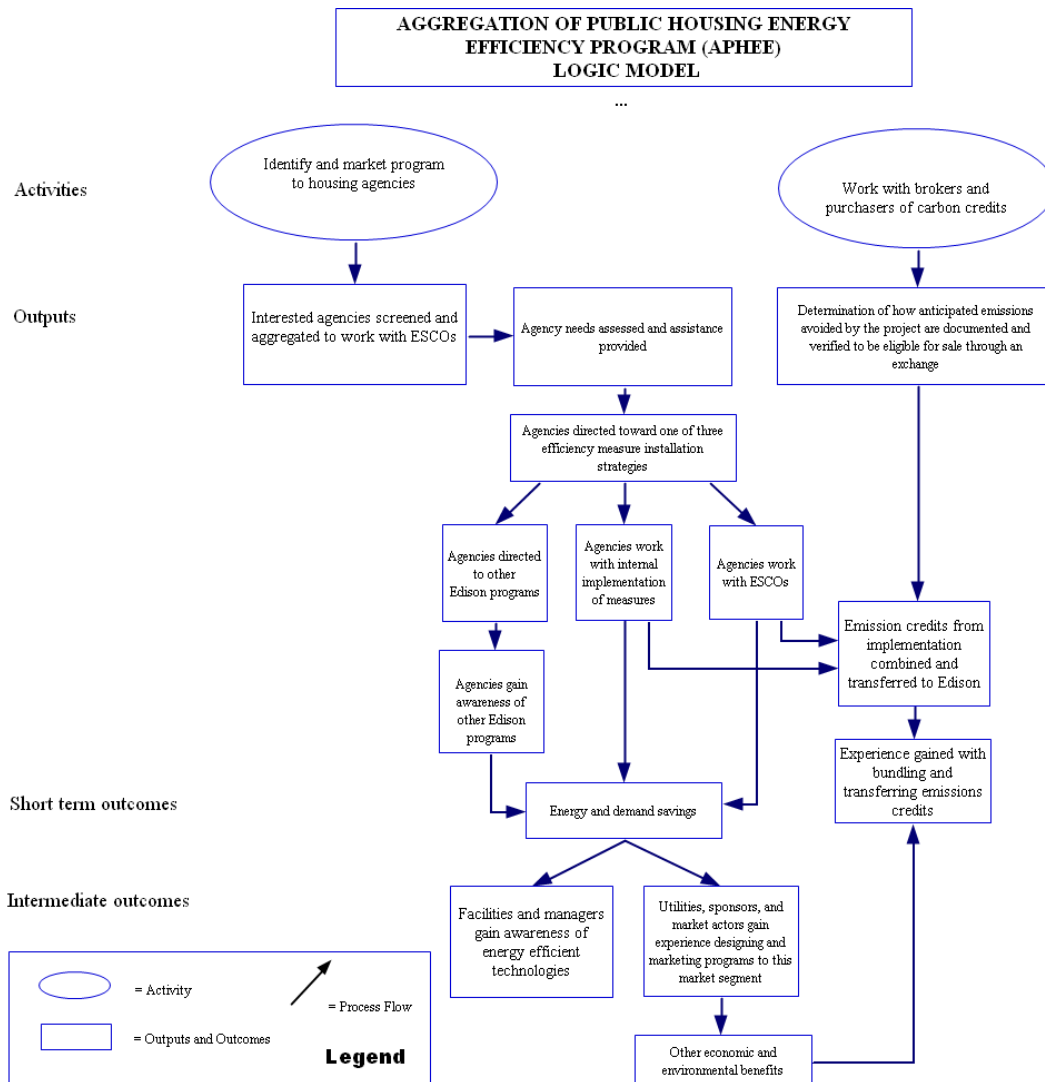 AGGREGATION OF PUBLIC HOUSING ENERGY
EFFICIENCY PROGRAM (APHEE)
LOGIC MODEL
...
Activities
Identify and market program
to housing agencies
Work with brokers and
purchasers of carbon credits
Outputs
Interested agencies screened and
aggregated to work with ESCOs
Agency needs assessed and assistance
provided
Determination of how anticipated emissions
avoided by the project are documented and
verified to be eligible for sale through an
exchange
Agencies directed toward one of three
efficiency measure installation
strategies
Agencies directed
to other
Edison programs
Agencies work
with internal
implementation
of measures
Agencies work
with ESCOs
Emission credits from
implementation
combined and
transferred to Edison
Agencies gain
awareness of
other Edison
programs
Experience gained with
bundling and
transferring emissions
credits
Short term outcomes
Energy and demand savings
Intermediate outcomes
Facilities and managers
gain awareness of
energy efficient
technologies
Utilities, sponsors, and
market actors gain
experience designing and
marketing programs to this
market segment
Other economic and
environmental benefits
= Activity
= Process Flow
= Outputs and Outcomes
Legend